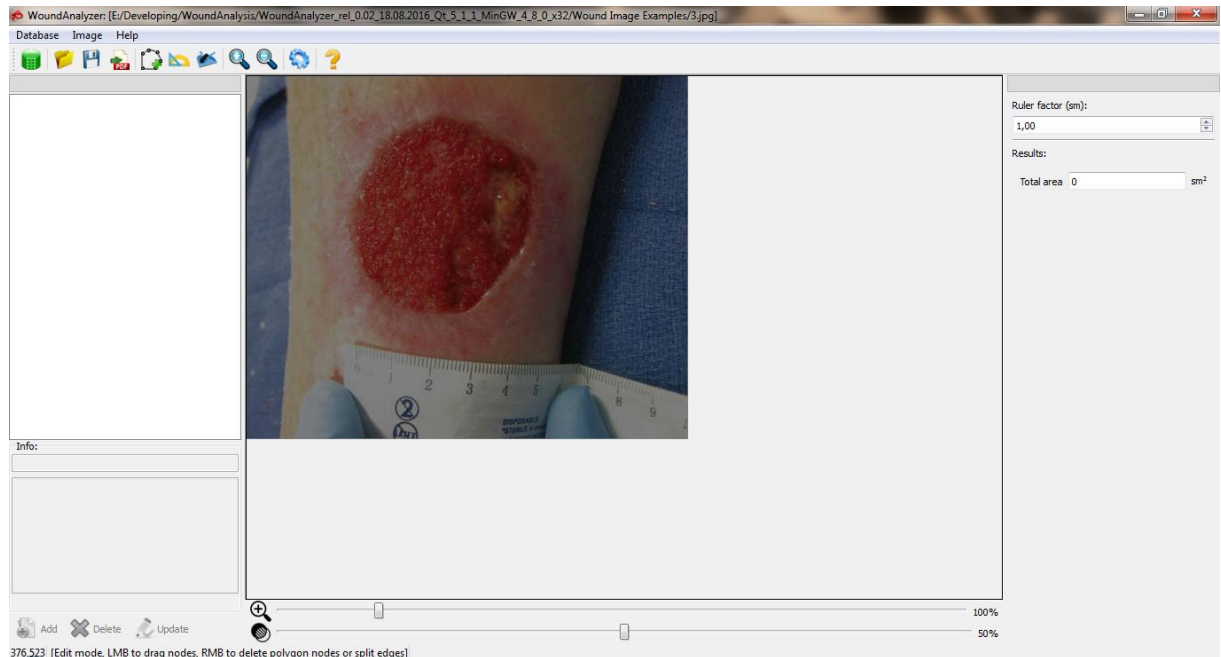 WoundAnalyzer: [E:/Developing/WoundAnalysis/WoundAnalyzer_rel_0.02_18.08.2016_Qt_5_1_1_MinGW_4_8_0_x32/Wound Image Examples/3.jpg]
Database Image Help
PDF
Ruler factor (sm):
1,00
Results:
Total area 0 sm²
1 2 3 4 5 8 9
2
DISPOSABLE
Info:
100%
Add Delete Update
50%
376,523 [Edit mode, LMB to drag nodes, RMB to delete polygon nodes or split edges]